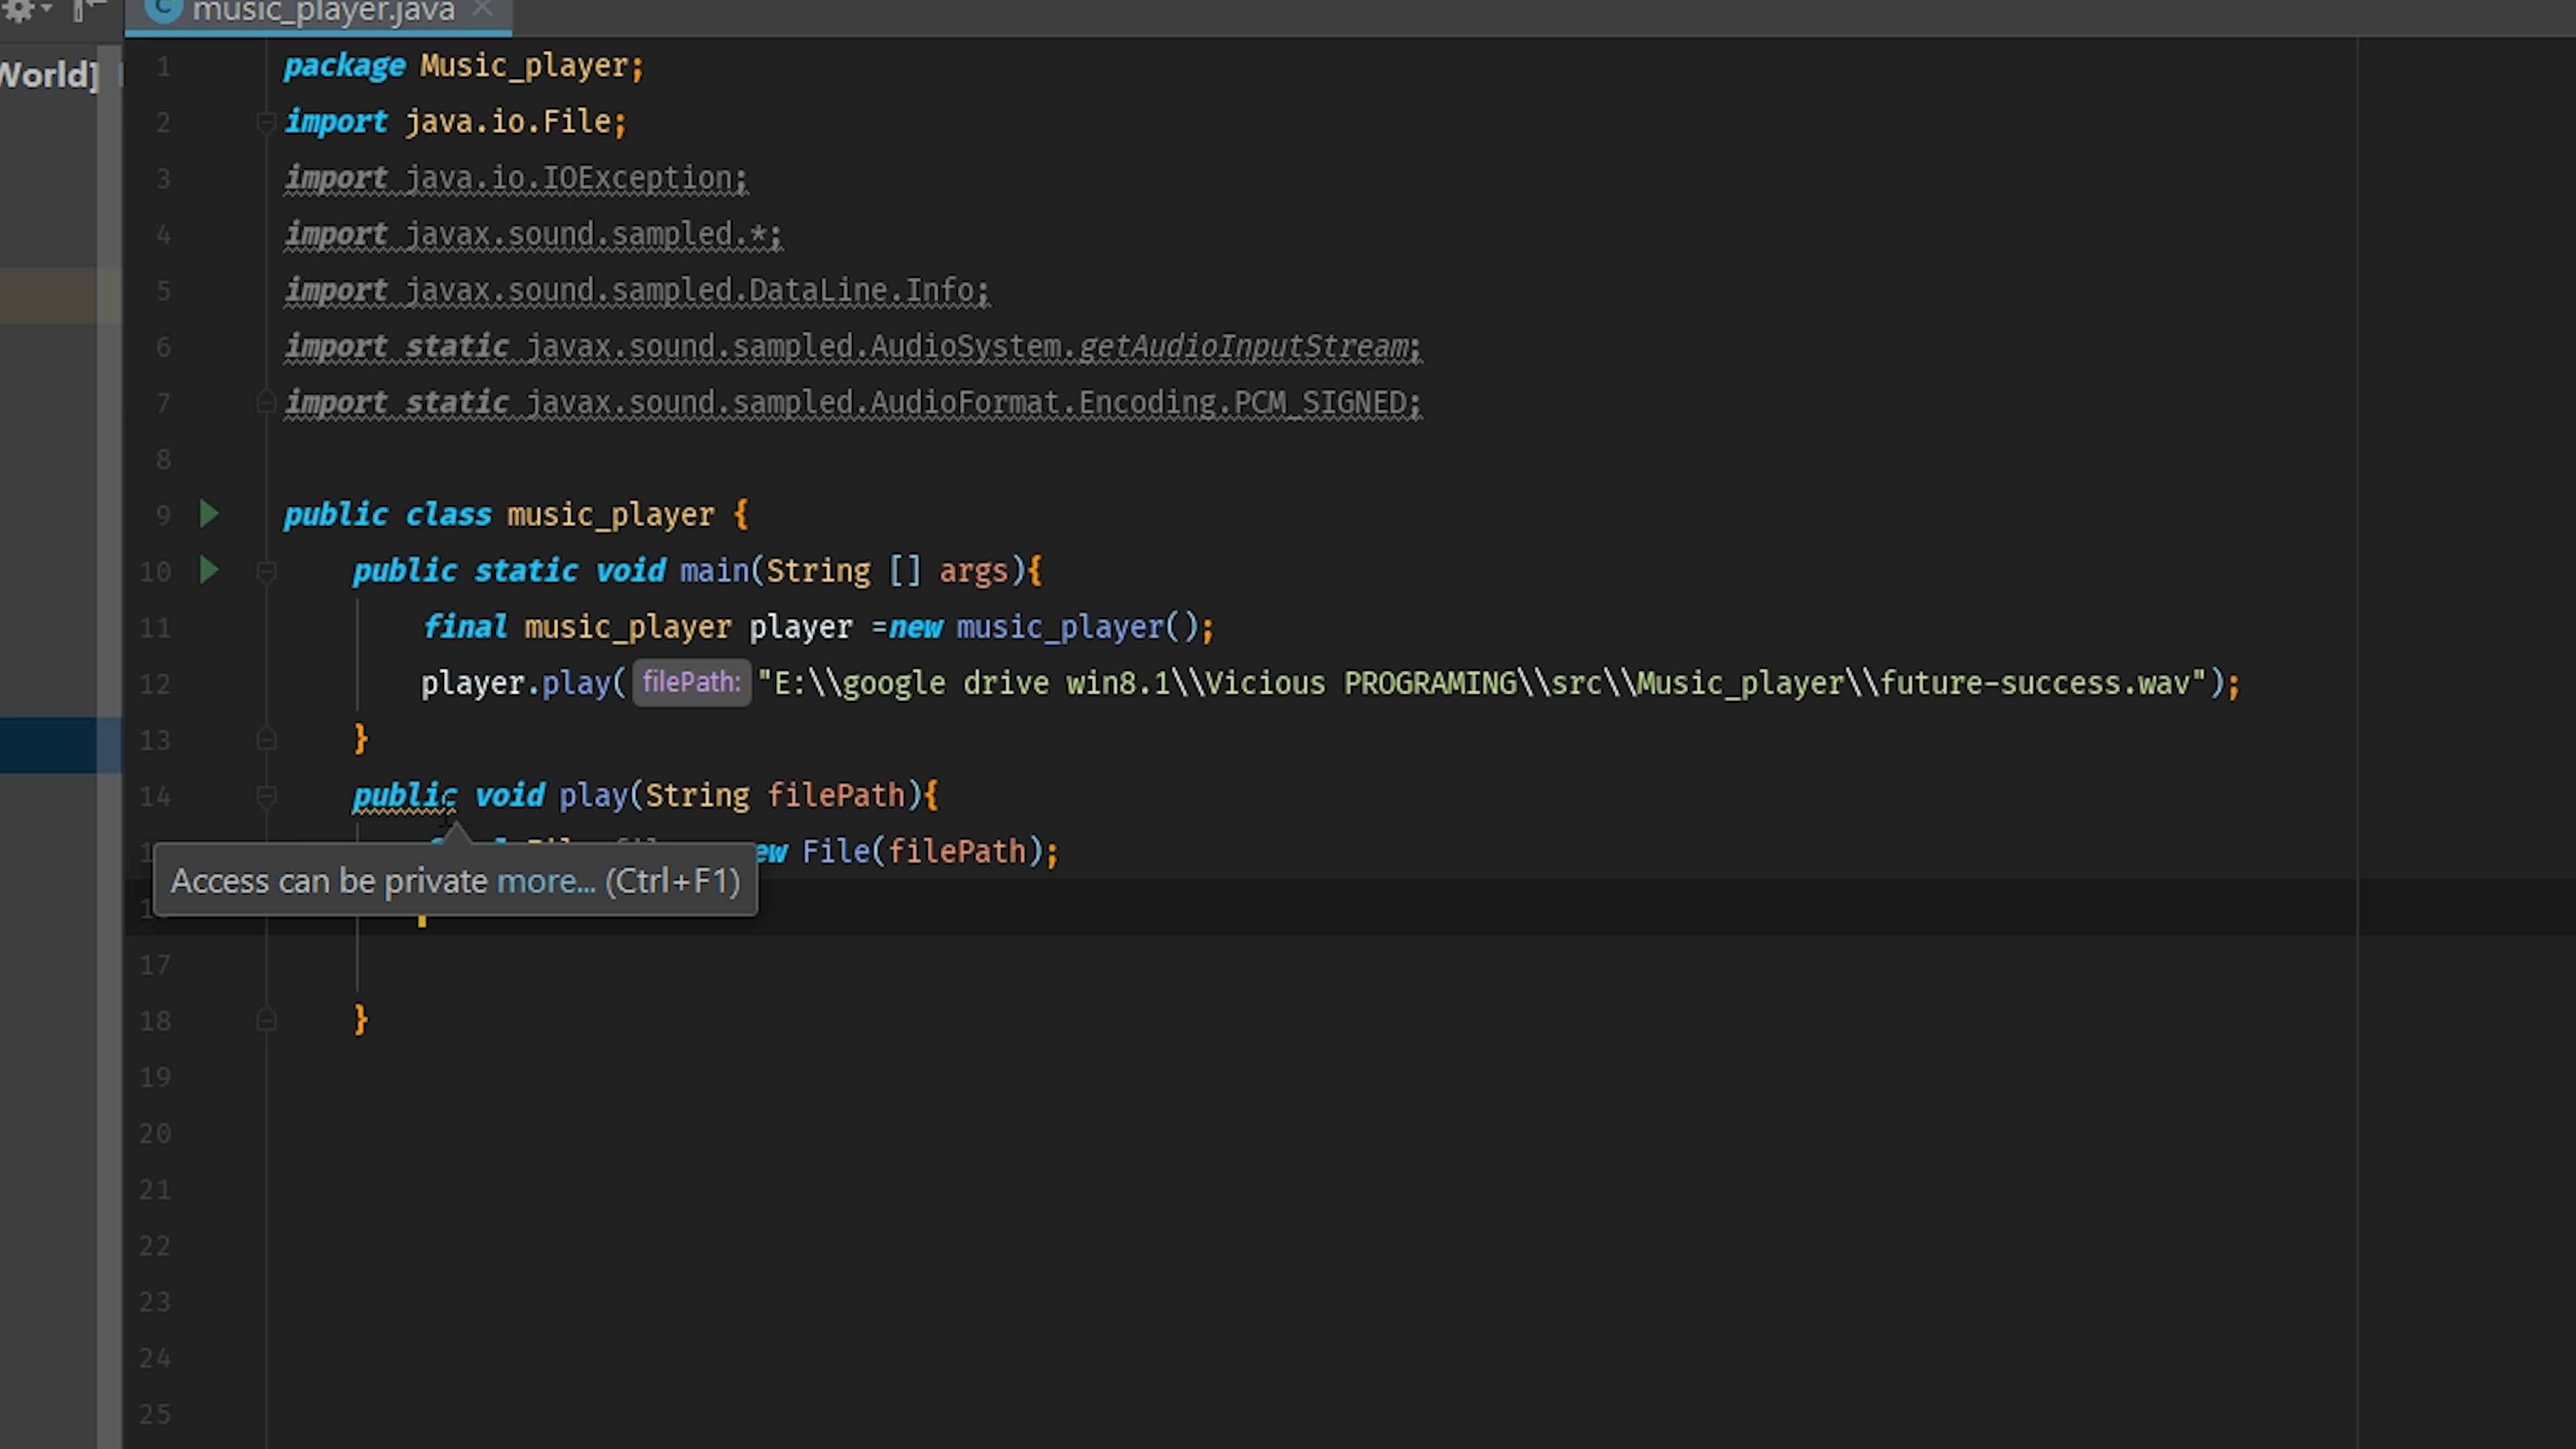 music_player.java
World]
1 package Music_player;
2 import java.io.File;
3 import java.io.IOException;
4 import javax.sound.sampled.*;
5 import javax.sound.sampled.DataLine.Info;
6 import static javax.sound.sampled.AudioSystem.getAudioInputStream;
7 import static javax.sound.sampled.AudioFormat.Encoding.PCM_SIGNED;
8
9 public class music_player {
10 public static void main(String [] args){
11 final music_player player =new music_player();
12 player.play( filePath: "E:\\google drive win8.1\\Vicious PROGRAMING\\src\\Music_player\\future-success.wav");
13 }
14 public void play(String filePath){
File(filePath);
Access can be private more... (Ctrl+F1)
17
18 }
19
20
21
22
23
24
25